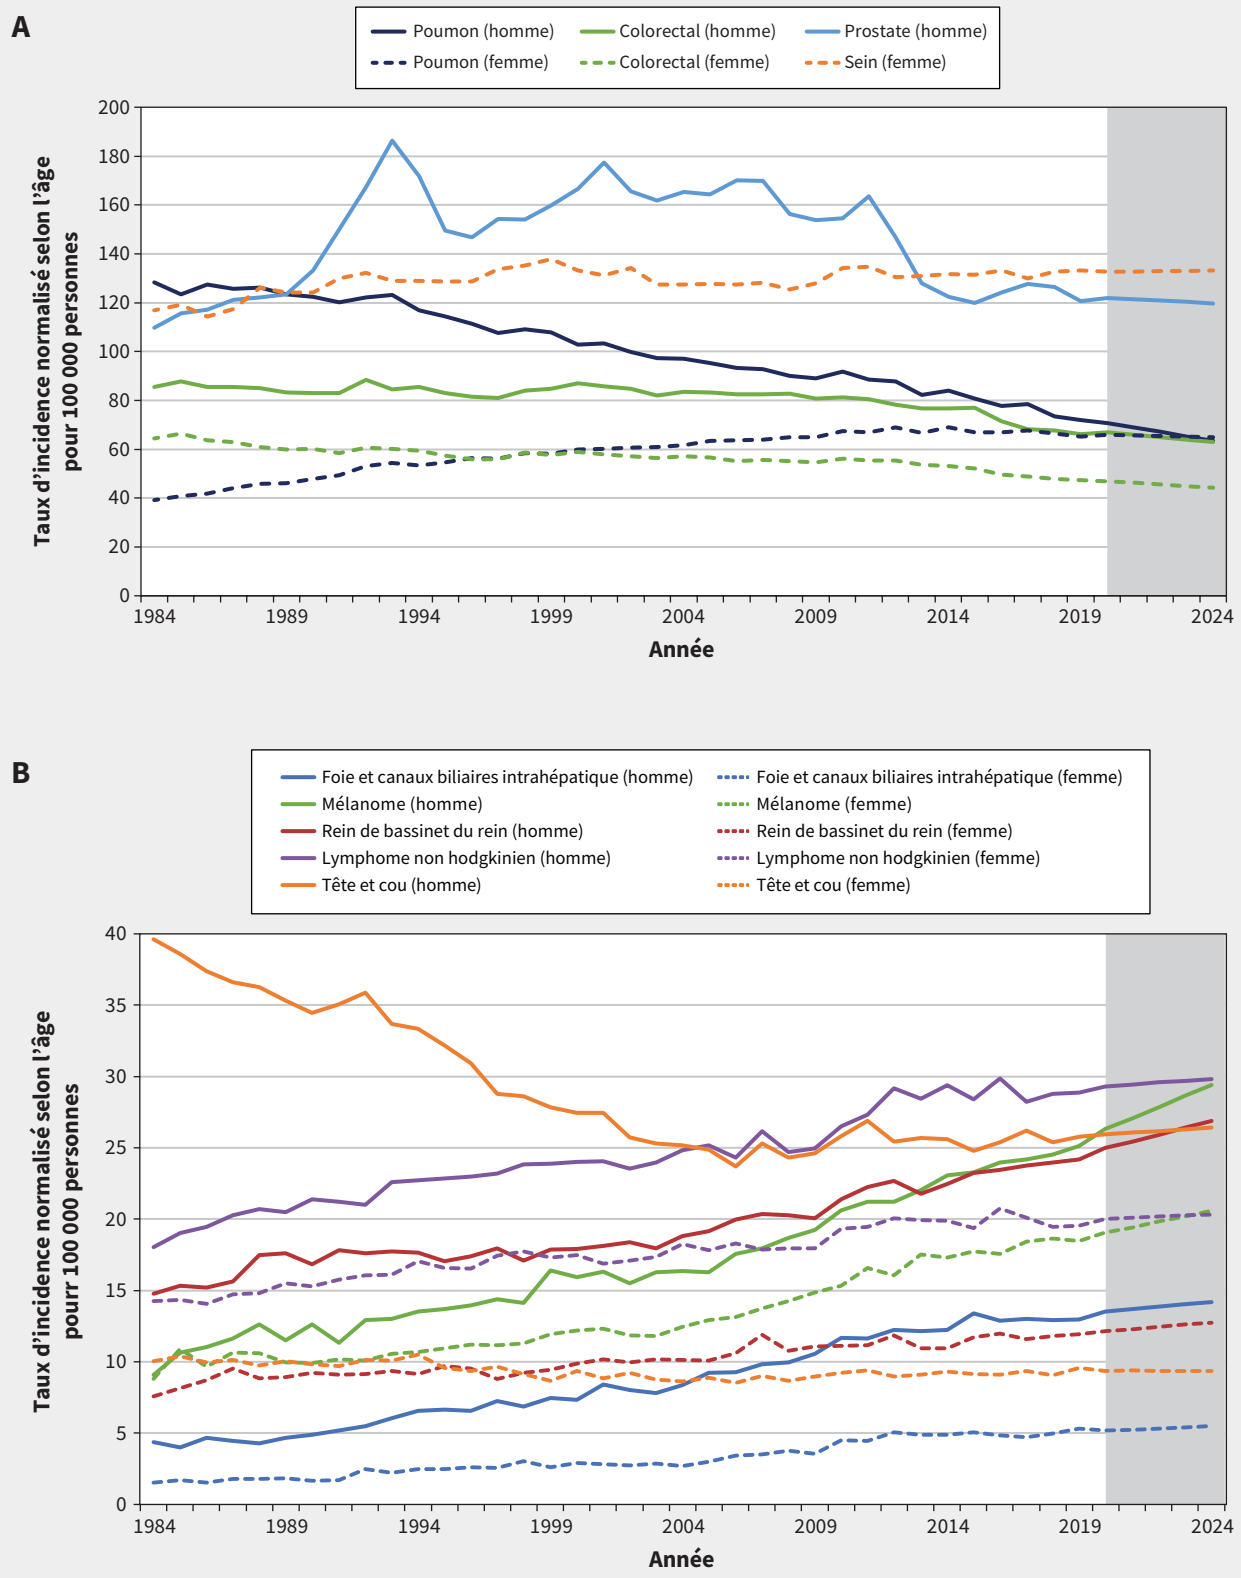 A
Poumon (homme) Colorectal (homme) Prostate (homme)
Poumon (femme) Colorectal (femme) Sein (femme)
Taux d'incidence normalisé selon l'âge
pour 100 000 personnes
200
180
160
140
120
100
80
60
40
20
0
1984 1989 1994 1999 2004 2009 2014 2019 2024
Année
B
Foie et canaux biliaires intrahépatique (homme) Foie et canaux biliaires intrahépatique (femme)
Mélanome (homme) Mélanome (femme)
Rein de bassinet du rein (homme) Rein de bassinet du rein (femme)
Lymphome non hodgkinien (homme) Lymphome non hodgkinien (femme)
Tête et cou (homme) Tête et cou (femme)
Taux d'incidence normalisé selon l'âge
pourr 100 000 personnes
40
35
30
25
20
15
10
5
0
1984 1989 1994 1999 2004 2009 2014 2019 2024
Année